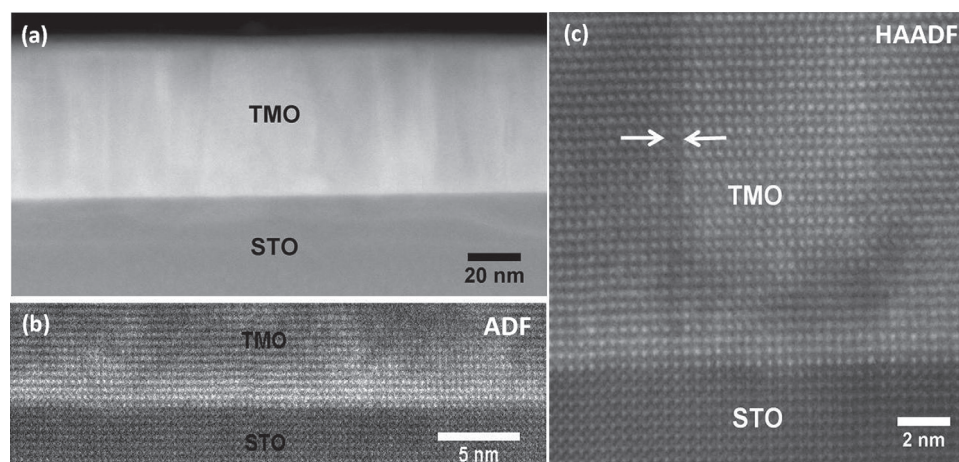 (a)
TMO
STO
20 nm
(b)
ADF
TMO
STO
5 nm
(c)
HAADF
TMO
STO
2 nm